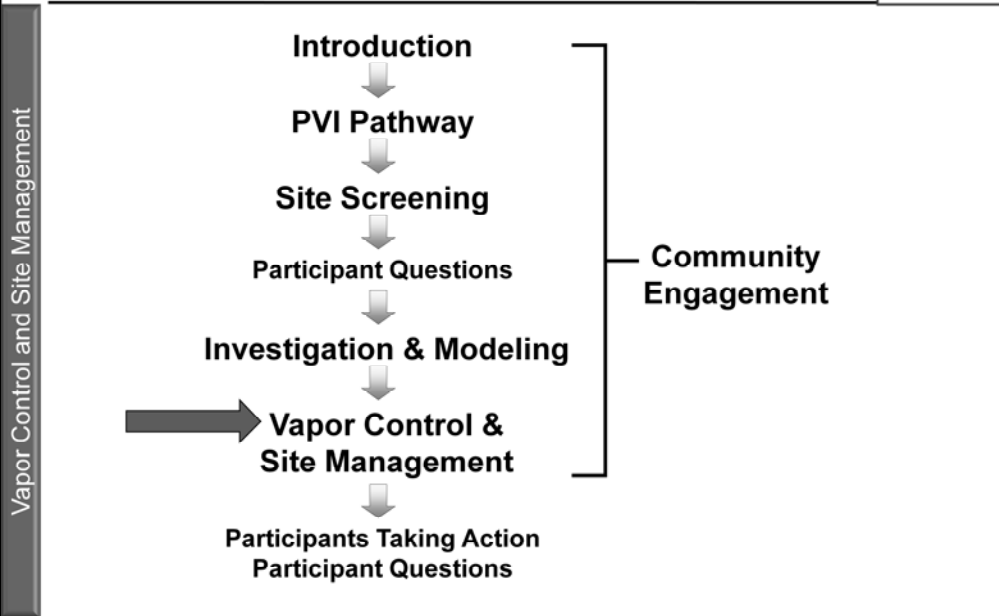 Vapor Control and Site Management
Introduction
PVI Pathway
Site Screening
Participant Questions
Investigation & Modeling
Vapor Control &
Site Management
Participants Taking Action
Participant Questions
Community
Engagement